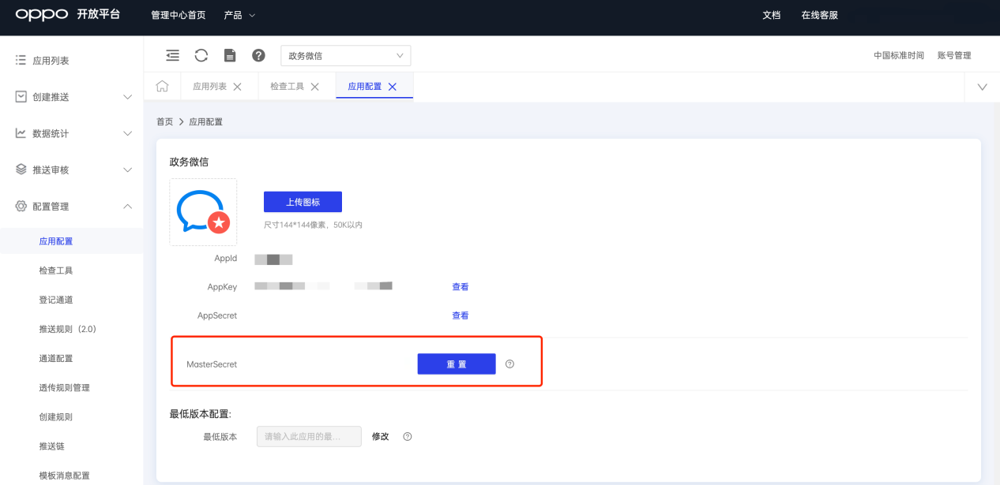 oppo 开放平台 管理中心首页 产品 文档 在线客服
政务微信 中国标准时间 账号管理
应用列表 检查工具 应用配置
首页 > 应用配置
应用列表
创建推送
数据统计
推送审核
配置管理
应用配置
检查工具
登记通道
推送规则（2.0）
通道配置
透传规则管理
创建规则
推送链
模板消息配置
政务微信
上传图标
尺寸144*144像素，50K以内
AppId
AppKey 查看
AppSecret 查看
MasterSecret 重置
最低版本配置:
最低版本 请输入此应用的最... 修改